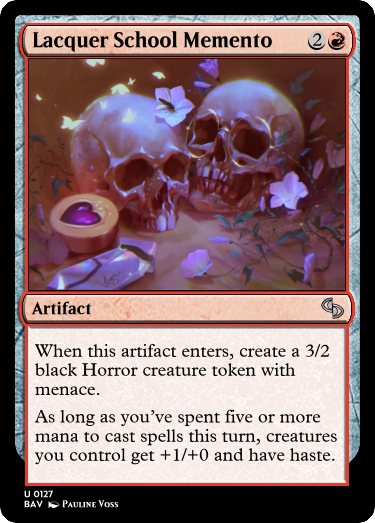 Lacquer School Memento 2
Artifact
When this artifact enters, create a 3/2
black Horror creature token with
menace.
As long as you've spent five or more
mana to cast spells this turn, creatures
you control get +1/+0 and have haste.
U 0127
BAV Pauline Voss